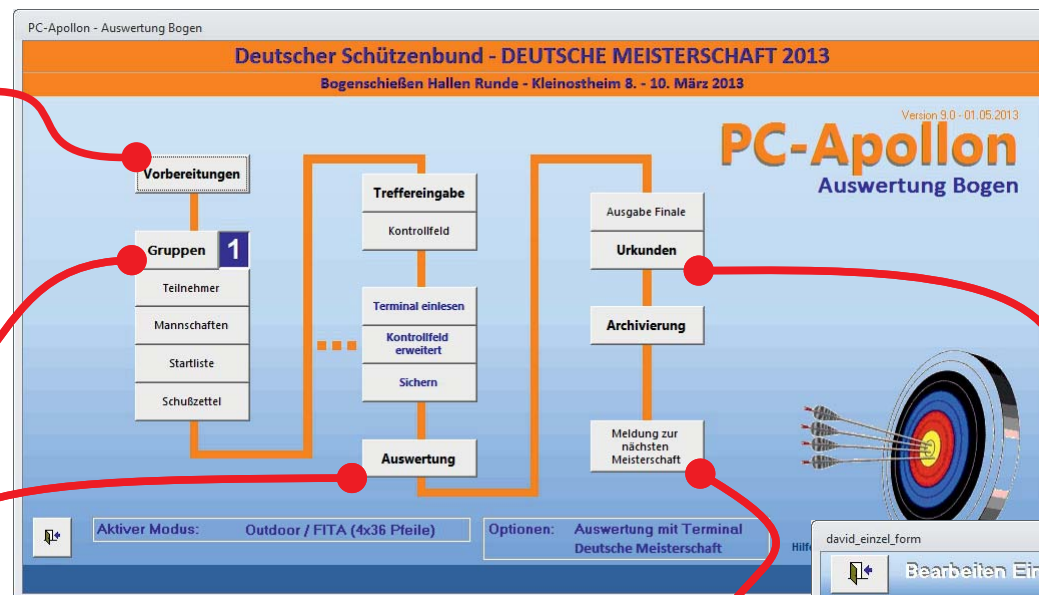 PC-Apollon - Auswertung Bogen
Deutscher Schützenbund - DEUTSCHE MEISTERSCHAFT 2013
Bogenschießen Hallen Runde - Kleinostheim 8. - 10. März 2013
Version 9.0 - 01.05.2013
PC-Apollon
Auswertung Bogen
Vorbereitungen
Gruppen 1
Teilnehmer
Mannschaften
Startliste
Schußzettel
Treffereingabe
Kontrollfeld
Terminal einlesen
Kontrollfeld
erweitert
Sichern
Auswertung
Ausgabe Finale
Urkunden
Archivierung
Meldung zur
nächsten
Meisterschaft
Aktiver Modus: Outdoor / FITA (4x36 Pfeile)
Optionen: Auswertung mit Terminal
Deutsche Meisterschaft
david_einzel_form
Bearbeiten